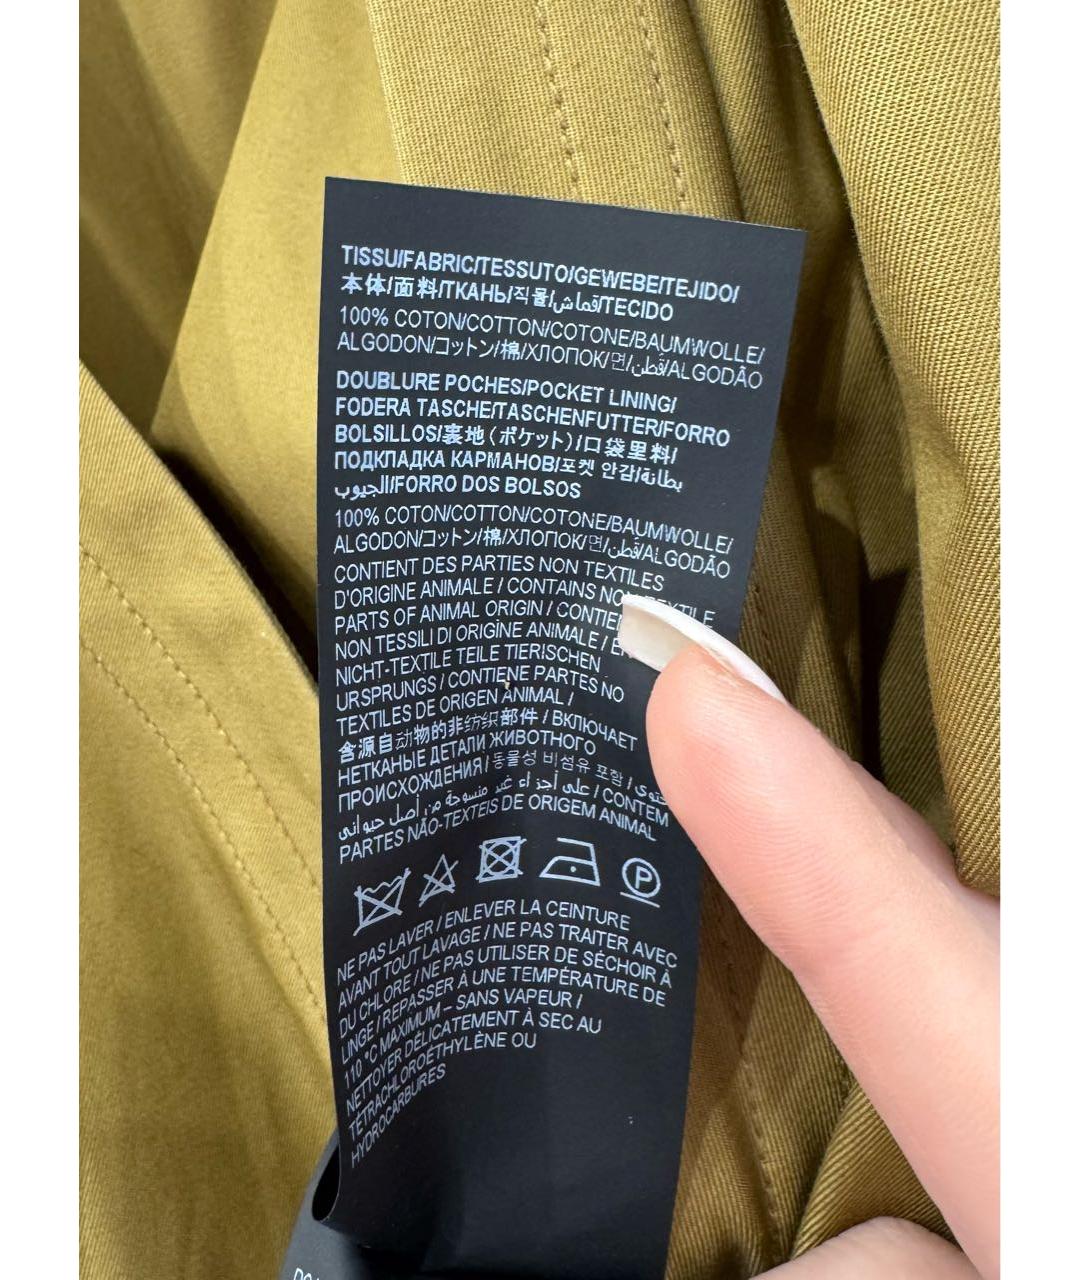 TISSU/FABRIC/TESSUTO/GEWEBE/TEJIDO/
本体/面料/ТКАНЬ/직물/قماش/TECIDO
100% COTON/COTTON/COTONE/BAUMWOLLE/
ALGODON/コットン/棉/ХЛОПОК/면/قطن/ALGODÃO
DOUBLURE POCHES/POCKET LINING/
FODERA TASCHE/TASCHENFUTTER/FORRO
BOLSILLOS/裏地(ポケット)/口袋里料/
ПОДКЛАДКА КАРМАНОВ/포켓 안감/بطانة
الجيوب/FORRO DOS BOLSOS
100% COTON/COTTON/COTONE/BAUMWOLLE/
ALGODON/コットン/棉/ХЛОПОК/면/قطن/ALGODÃO
CONTIENT DES PARTIES NON TEXTILES
D'ORIGINE ANIMALE / CONTAINS
PARTS OF ANIMAL ORIGIN /
NON TESSILI DI ORIGINE ANIMALE /
NICHT-TEXTILE TEILE TIERISCHEN
URSPRUNGS / CONTIENE PARTES NO
TEXTILES DE ORIGEN ANIMAL /
含源自动物的非纺织部件 / ВКЛЮЧАЕТ
НЕТКАНЫЕ ДЕТАЛИ ЖИВОТНОГО
ПРОИСХОЖДЕНИЯ / 동물성 비섬유 포함 /
على أجزاء غير منسوجة من أصل حيواني / CONTEM
PARTES NÃO-TEXTEIS DE ORIGEM ANIMAL
P
NE PAS LAVER / ENLEVER LA CEINTURE
AVANT TOUT LAVAGE / NE PAS TRAITER AVEC
DU CHLORE / NE PAS UTILISER DE SÉCHOIR À
LINGE / REPASSER À UNE TEMPÉRATURE DE
110 °C MAXIMUM – SANS VAPEUR /
NETTOYER DÉLICATEMENT À SEC AU
TÉTRACHLOROÉTHYLÈNE OU
HYDROCARBURES